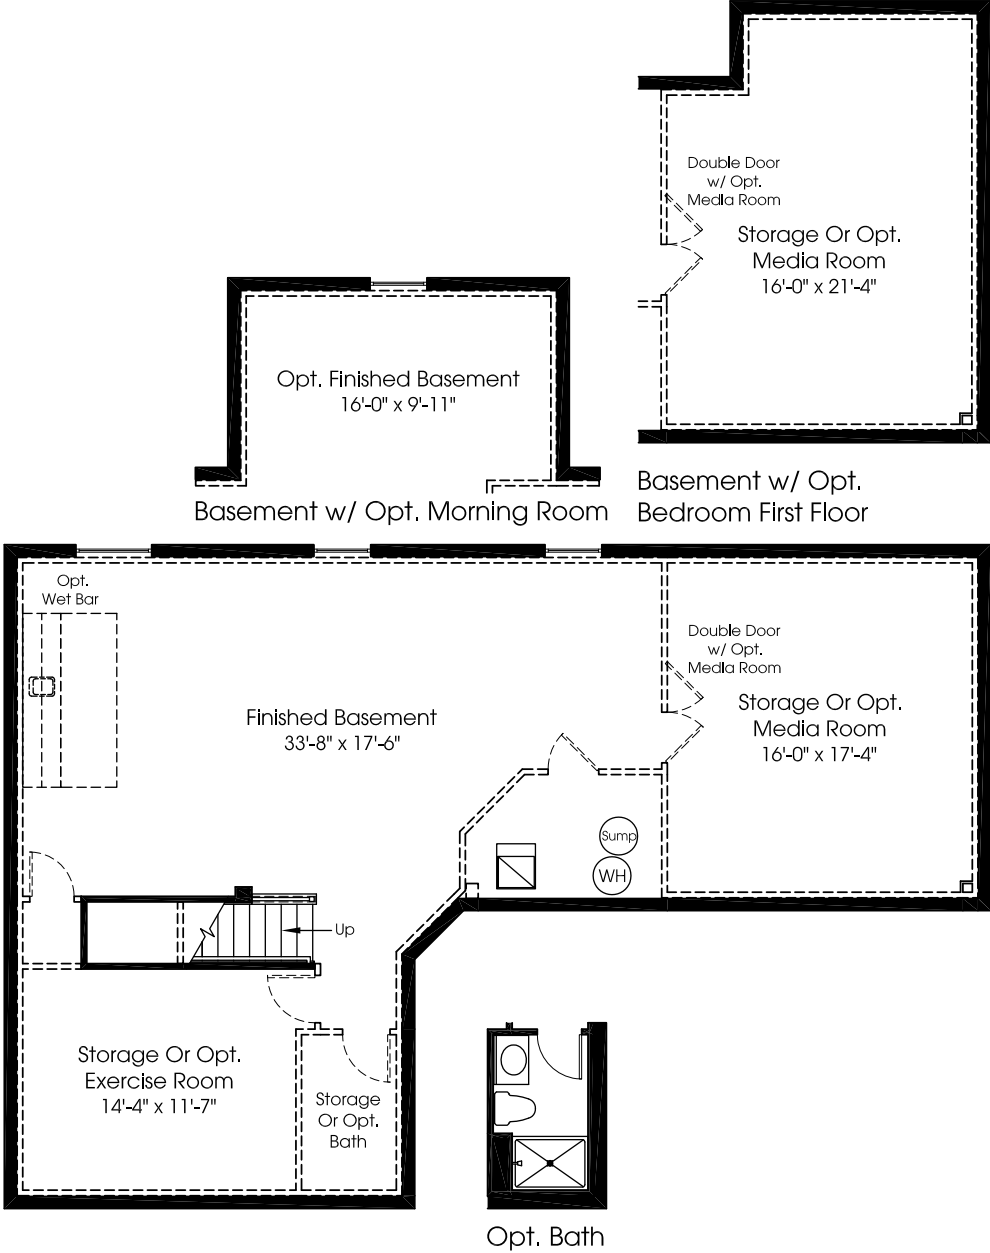 Double Door
w/ Opt.
Media Room
Storage Or Opt.
Media Room
16'-0" x 21'-4"
Opt. Finished Basement
16'-0" x 9'-11"
Basement w/ Opt. Morning Room
Basement w/ Opt.
Bedroom First Floor
Opt.
Wet Bar
Finished Basement
33'-8" x 17'-6"
Double Door
w/ Opt.
Media Room
Storage Or Opt.
Media Room
16'-0" x 17'-4"
Sump
WH
Up
Storage Or Opt.
Exercise Room
14'-4" x 11'-7"
Storage
Or Opt.
Bath
Opt. Bath